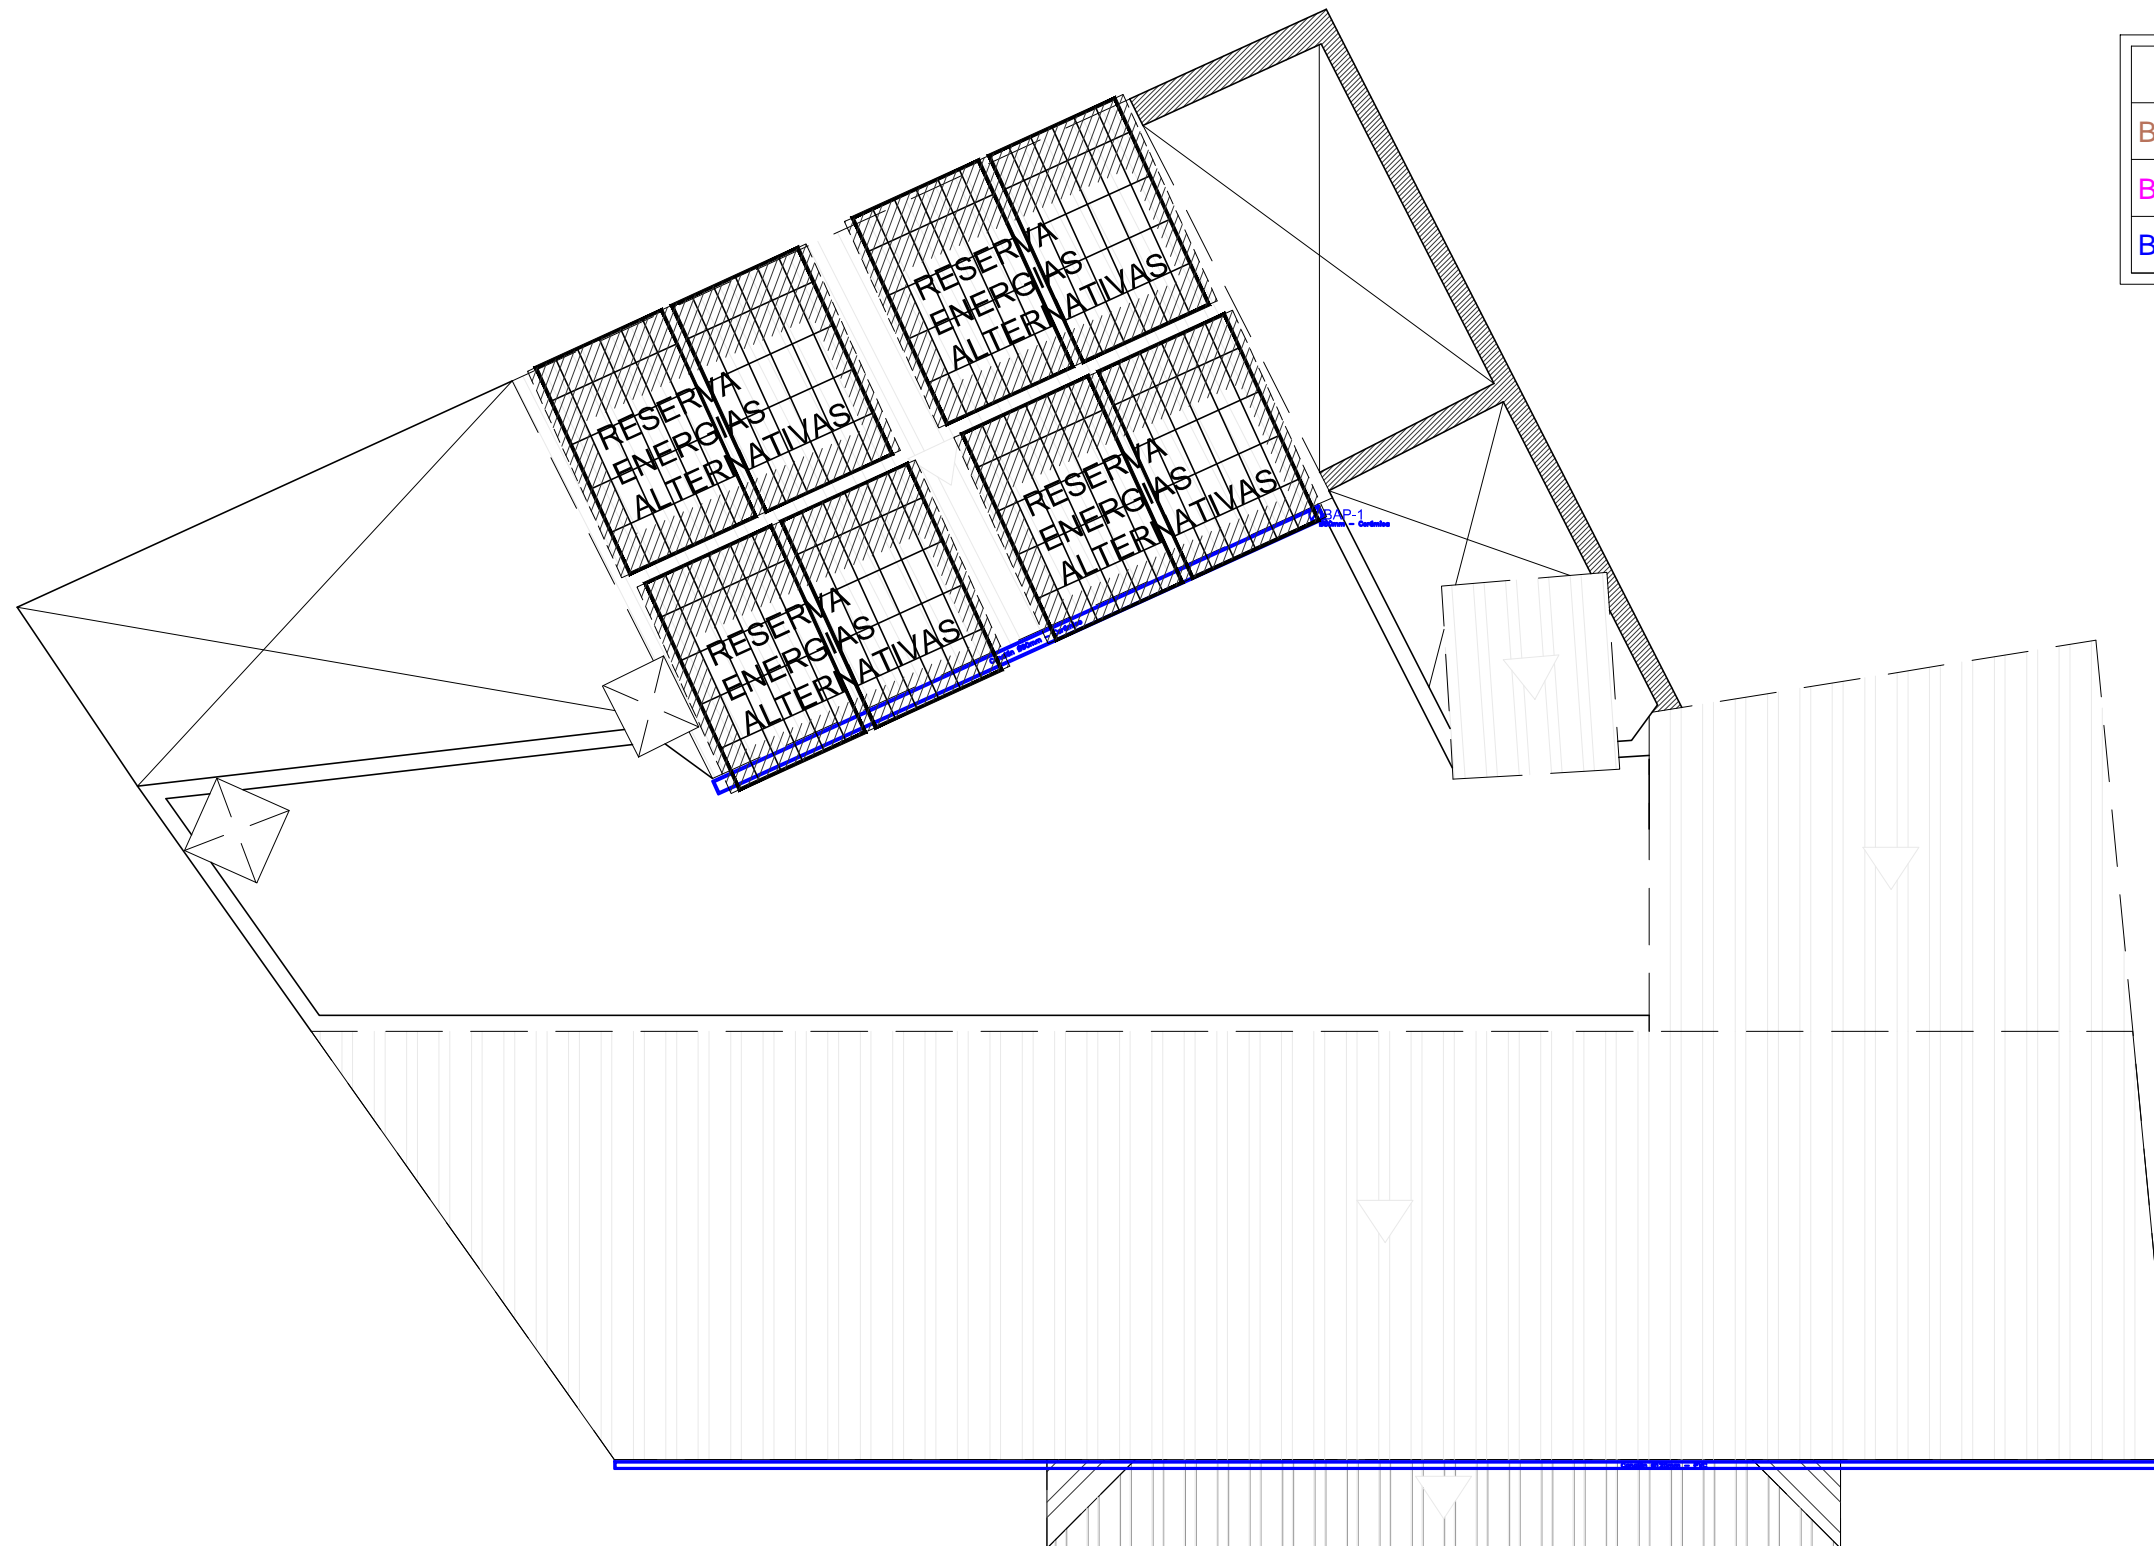 B
B
B
RESERVA
ENERGIAS
ALTERNATIVAS
RESERVA
ENERGIAS
ALTERNATIVAS
RESERVA
ENERGIAS
ALTERNATIVAS
BAP-1
RESERVA
ENERGIAS
ALTERNATIVAS